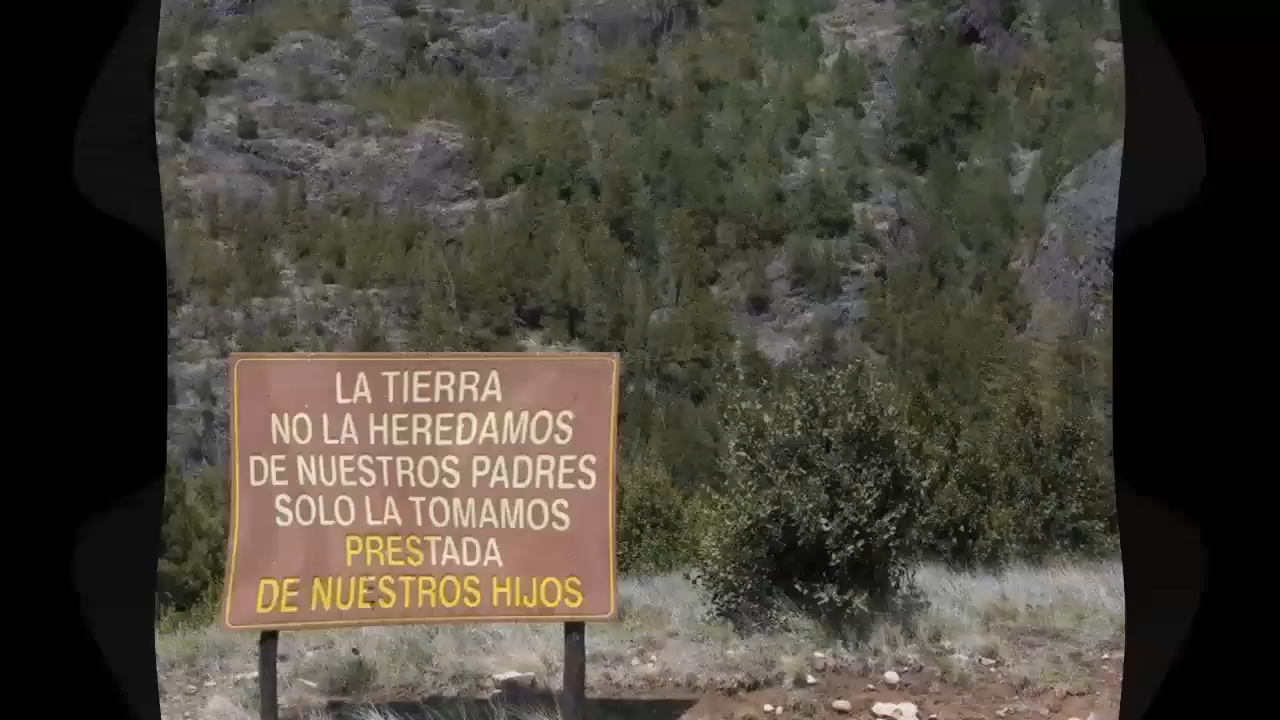 LA TIERRA
NO LA HEREDAMOS
DE NUESTROS PADRES
SOLO LA TOMAMOS
PRESTADA
DE NUESTROS HIJOS